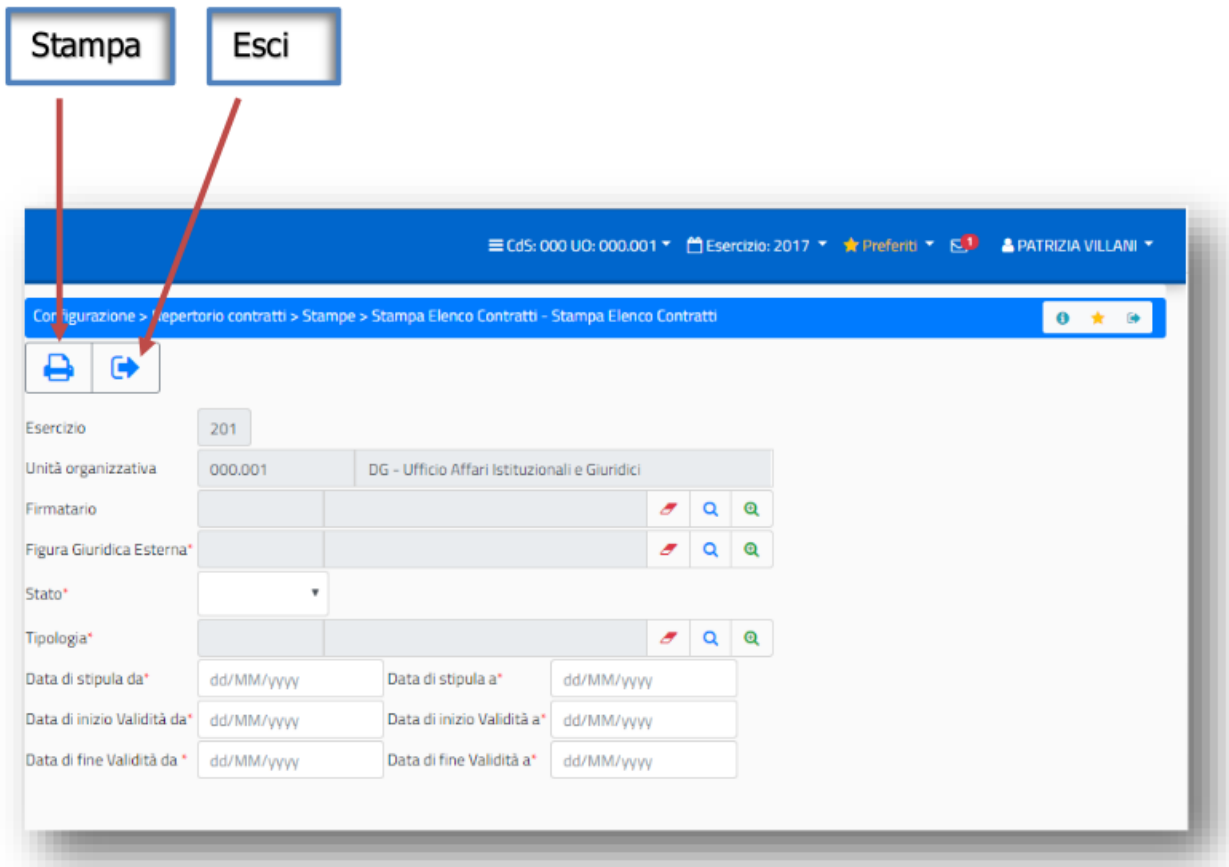 Stampa Esci
CdS: 000 UO: 000.001 Esercizio: 2017 Preferiti 1 PATRIZIA VILLANI
Configurazione > Repertorio contratti > Stampe > Stampa Elenco Contratti - Stampa Elenco Contratti
Esercizio 201
Unità organizzativa 000.001 DG - Ufficio Affari Istituzionali e Giuridici
Firmatario
Figura Giuridica Esterna*
Stato*
Tipologia*
Data di stipula da* dd/MM/yyyy Data di stipula a* dd/MM/yyyy
Data di inizio Validità da* dd/MM/yyyy Data di inizio Validità a* dd/MM/yyyy
Data di fine Validità da * dd/MM/yyyy Data di fine Validità a* dd/MM/yyyy